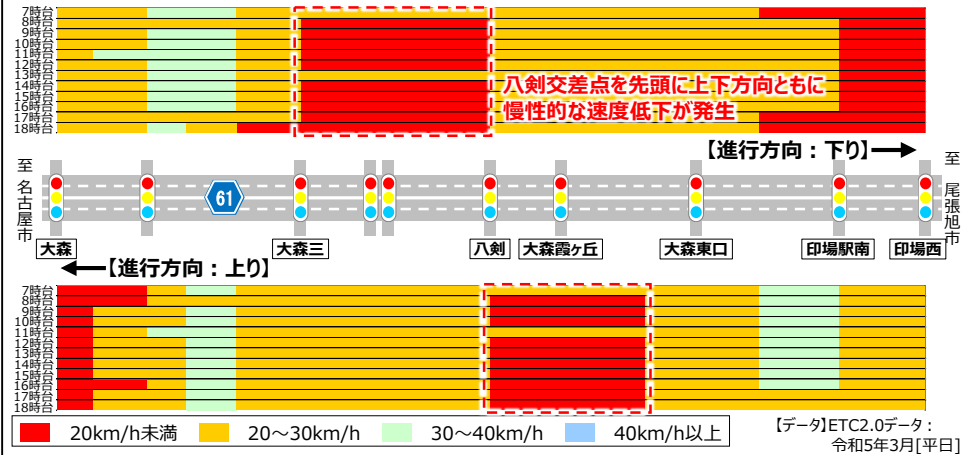 7時台
8時台
9時台
10時台
11時台
12時台
13時台
14時台
15時台
16時台
17時台
18時台
八剣交差点を先頭に上下方向ともに
慢性的な速度低下が発生
【進行方向：下り】
至名古屋市
61
至尾張旭市
大森
大森三
八剣
大森霞ヶ丘
大森東口
印場駅南
印場西
【進行方向：上り】
7時台
8時台
9時台
10時台
11時台
12時台
13時台
14時台
15時台
16時台
17時台
18時台
20km/h未満
20～30km/h
30～40km/h
40km/h以上
【データ】ETC2.0データ：
令和5年3月[平日]